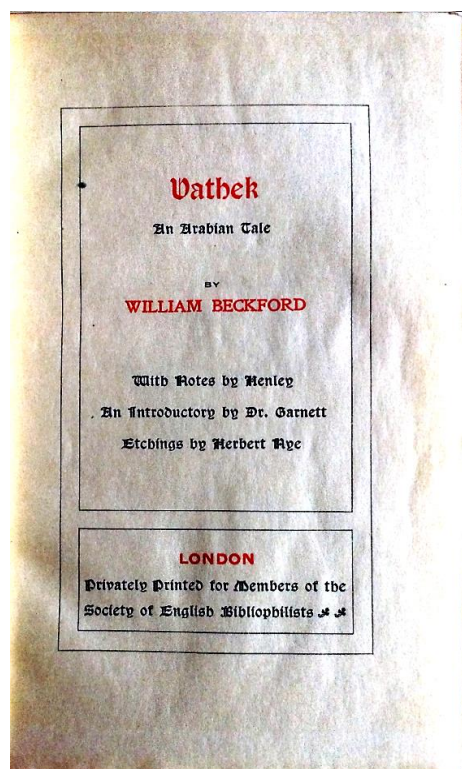 Vathek
An Arabian Tale
BY
WILLIAM BECKFORD
With Notes by Henley
An Introductory by Dr. Garnett
Etchings by Herbert Nye
LONDON
Privately Printed for Members of the
Society of English Bibliophilists